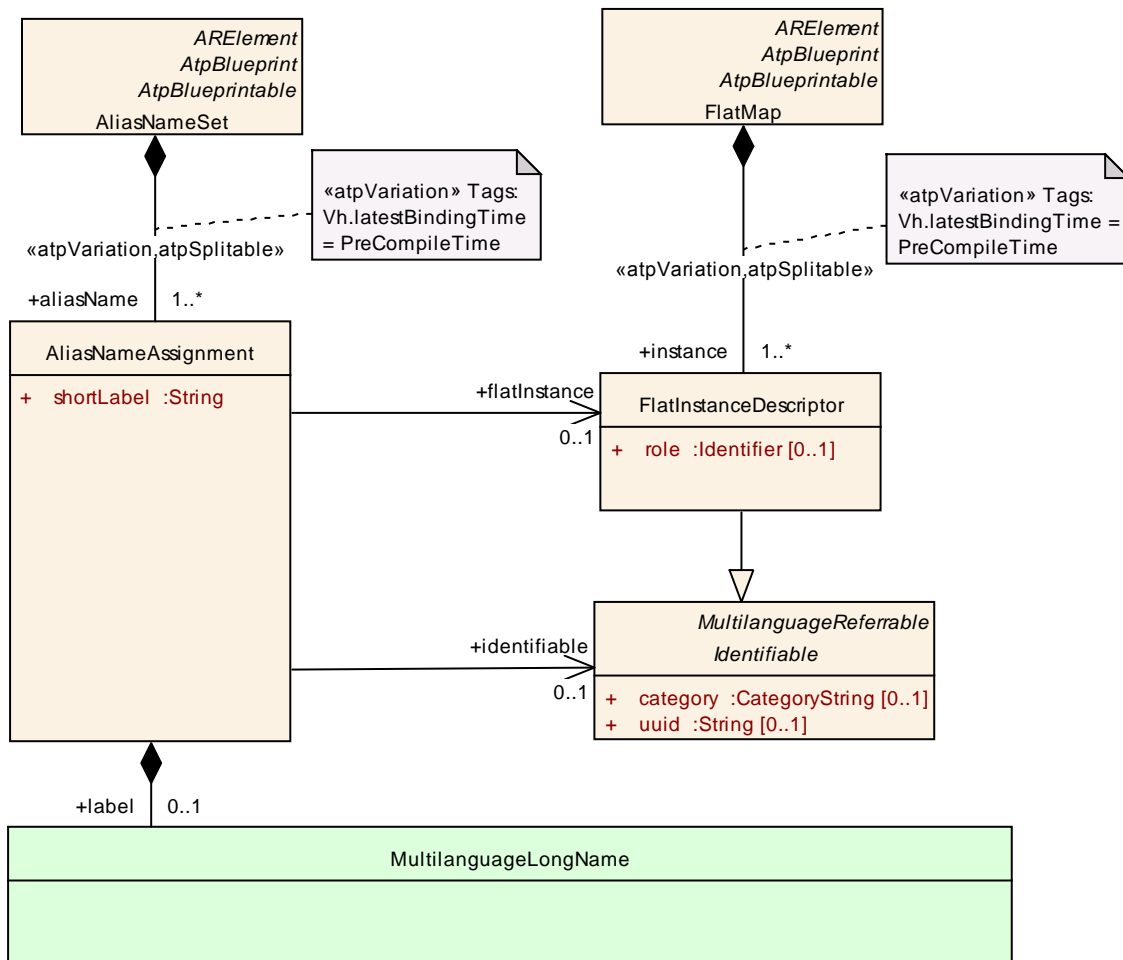 ARElement
AtpBlueprint
AtpBlueprintable
AliasNameSet
ARElement
AtpBlueprint
AtpBlueprintable
FlatMap
«atpVariation» Tags:
Vh.latestBindingTime
= PreCompileTime
«atpVariation» Tags:
Vh.latestBindingTime =
PreCompileTime
«atpVariation,atpSplitable»
«atpVariation,atpSplitable»
+aliasName 1..*
+instance 1..*
AliasNameAssignment
+ shortLabel :String
+flatInstance
0..1
FlatInstanceDescriptor
+ role :Identifier [0..1]
+identifiable
0..1
MultilanguageReferrable
Identifiable
+ category :CategoryString [0..1]
+ uuid :String [0..1]
+label 0..1
MultilanguageLongName